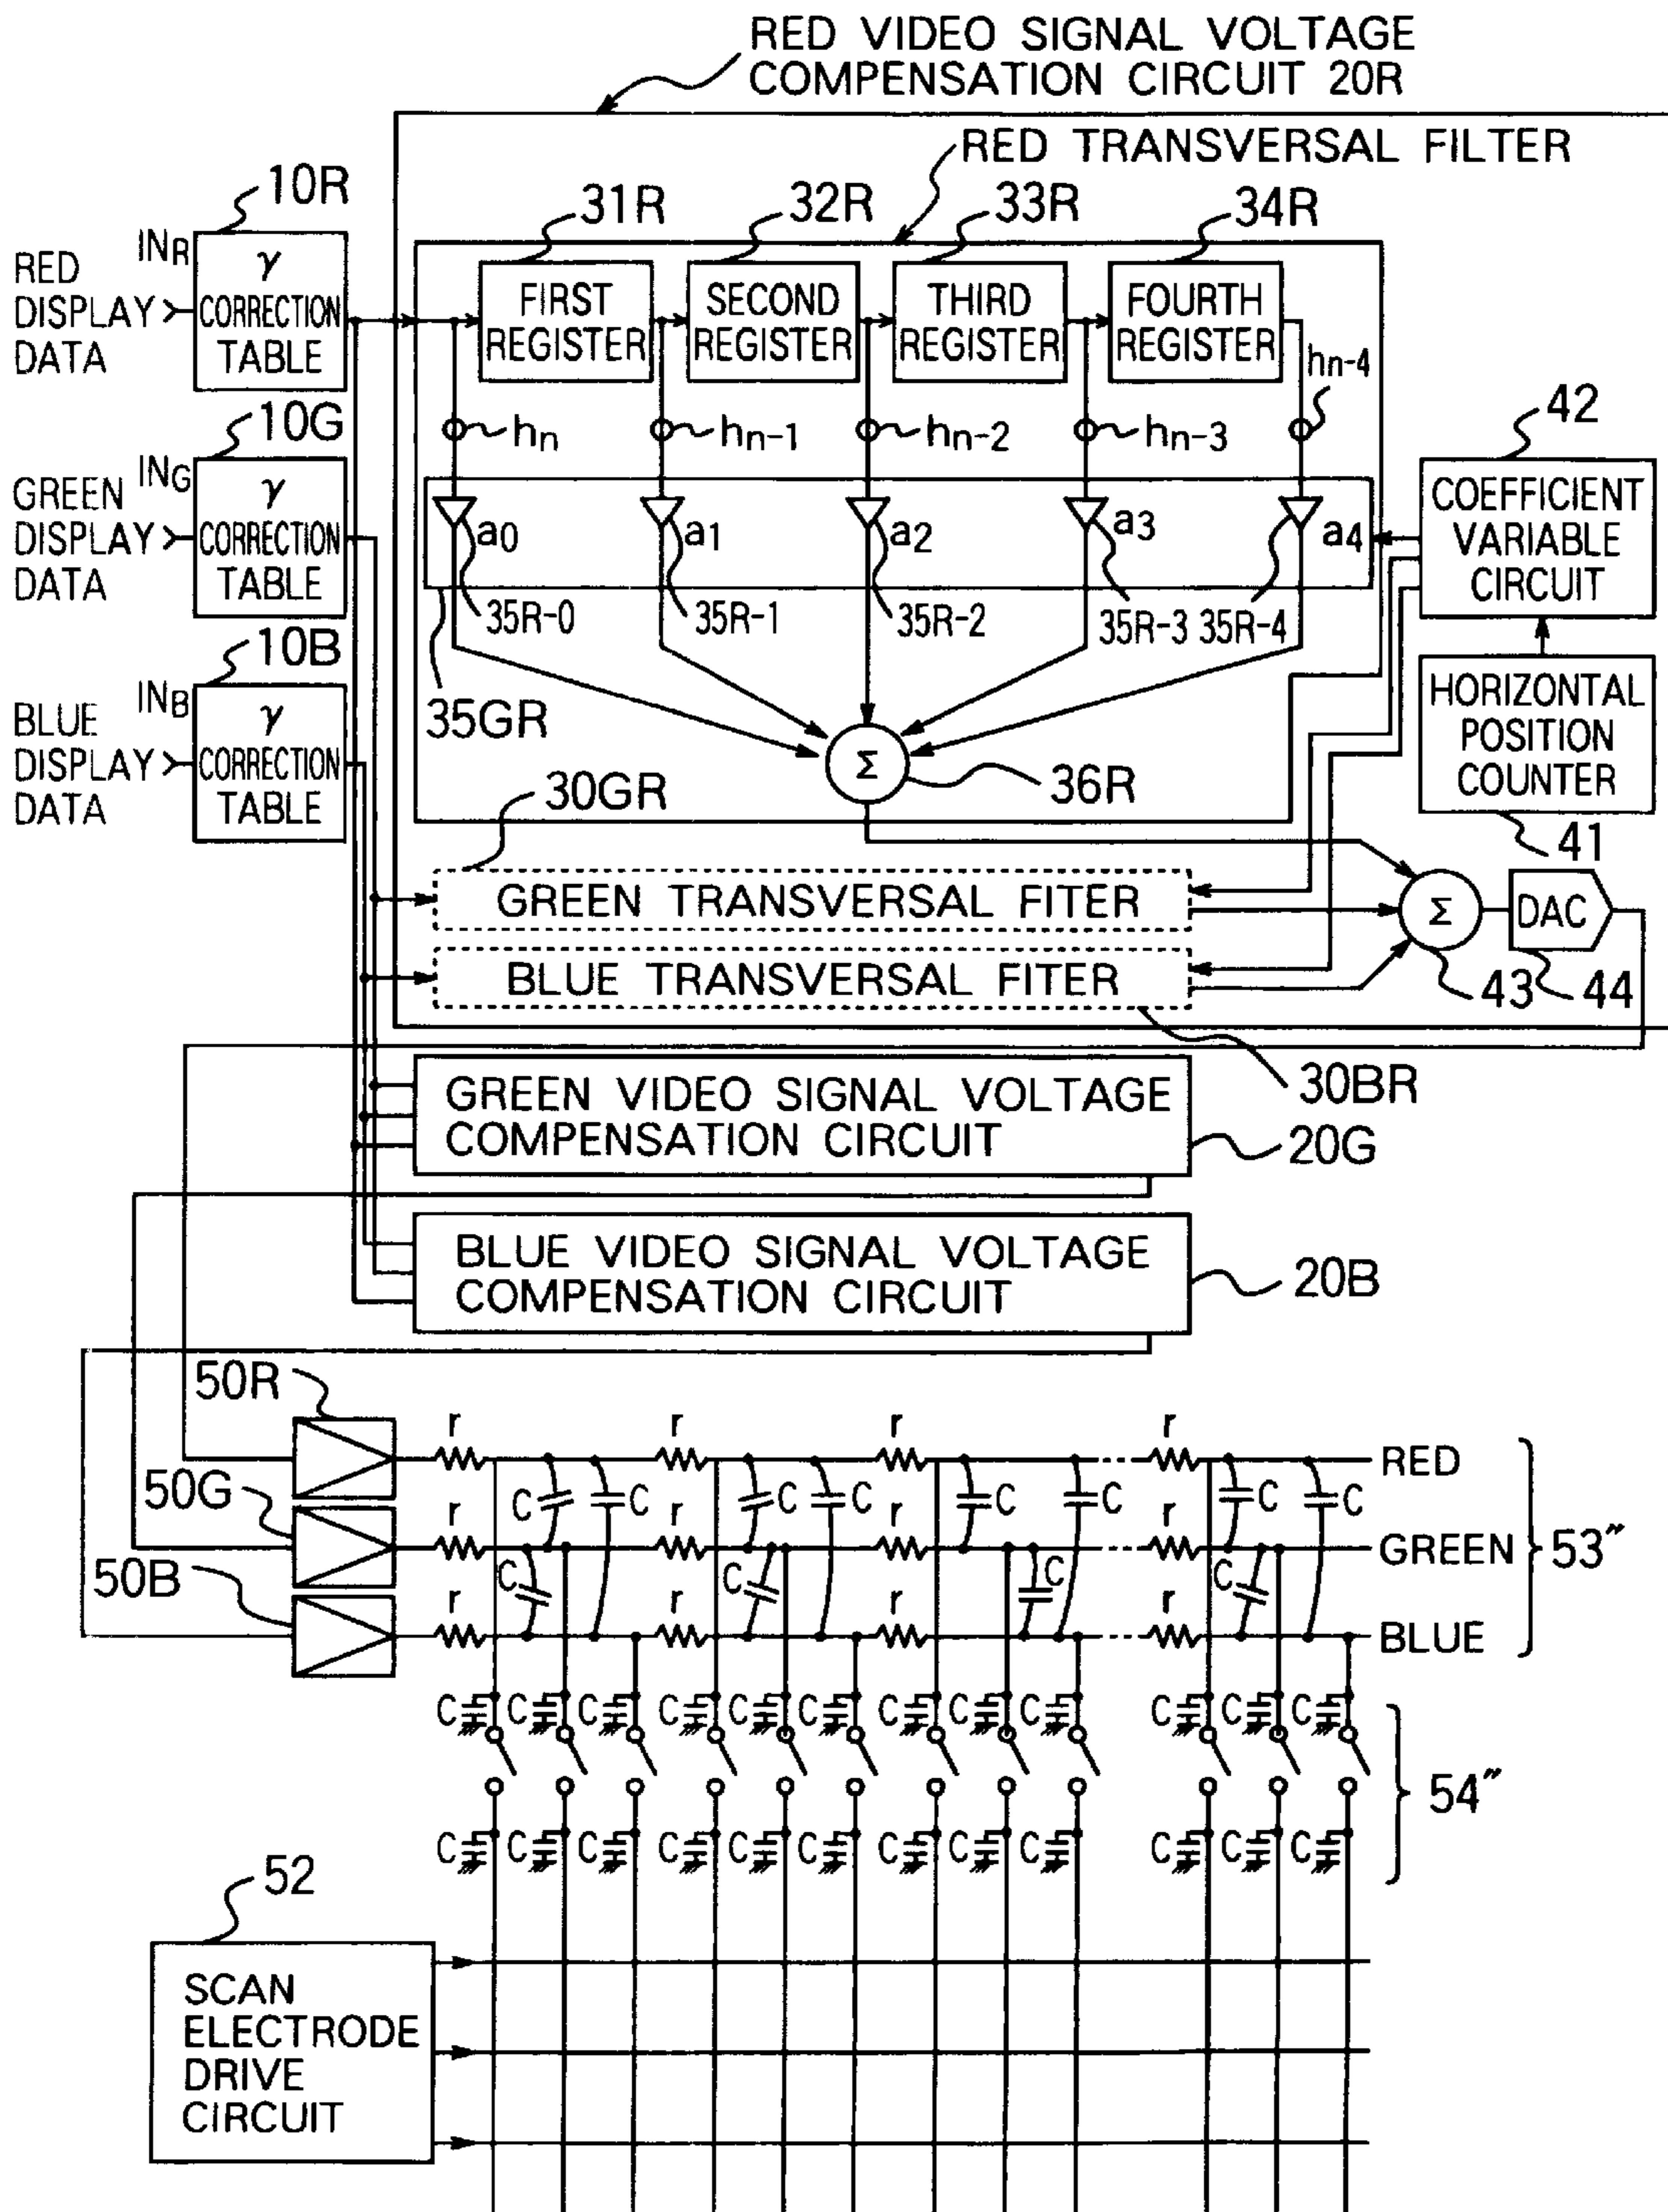 RED VIDEO SIGNAL VOLTAGE
COMPENSATION CIRCUIT 20R
RED TRANSVERSAL FILTER
10R
31R
32R
33R
34R
INR
RED
DISPLAY
DATA
γ
CORRECTION
TABLE
FIRST
REGISTER
SECOND
REGISTER
THIRD
REGISTER
FOURTH
REGISTER
hn
hn-1
hn-2
hn-3
hn-4
10G
ING
GREEN
DISPLAY
DATA
γ
CORRECTION
TABLE
a0
a1
a2
a3
a4
35R-0
35R-1
35R-2
35R-3
35R-4
42
COEFFICIENT
VARIABLE
CIRCUIT
10B
INB
BLUE
DISPLAY
DATA
γ
CORRECTION
TABLE
35GR
Σ
36R
HORIZONTAL
POSITION
COUNTER
41
30GR
GREEN TRANSVERSAL FITER
BLUE TRANSVERSAL FITER
Σ
DAC
43
44
30BR
GREEN VIDEO SIGNAL VOLTAGE
COMPENSATION CIRCUIT
20G
BLUE VIDEO SIGNAL VOLTAGE
COMPENSATION CIRCUIT
20B
50R
r r r r
RED
C C C C C C C C
50G
r r r r
GREEN
53″
C C C C
50B
r r r r
BLUE
C C C C C C C C C C C C
54″
C C C C C C C C C C C C
52
SCAN
ELECTRODE
DRIVE
CIRCUIT